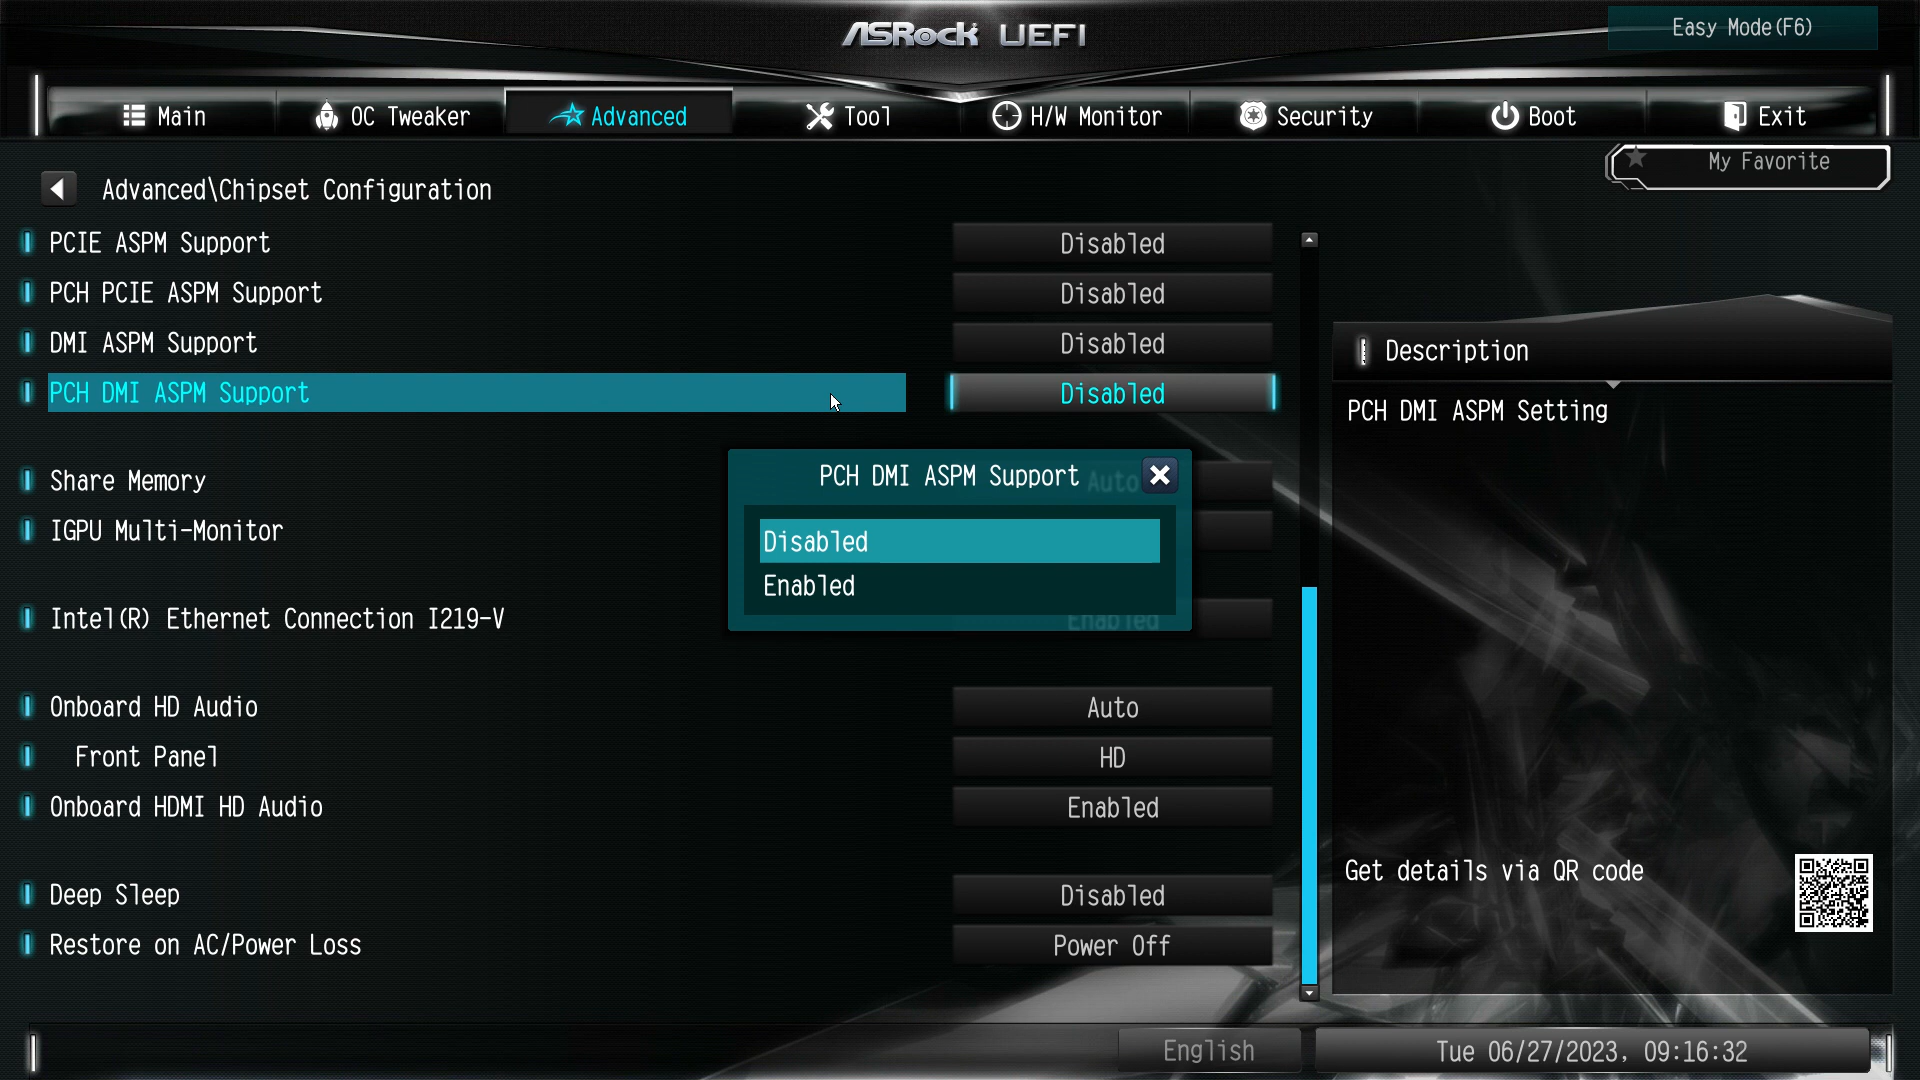 ASRock UEFI
Easy Mode(F6)
Main
OC Tweaker
Advanced
Tool
H/W Monitor
Security
Boot
Exit
My Favorite
Advanced\Chipset Configuration
PCIE ASPM Support Disabled
PCH PCIE ASPM Support Disabled
DMI ASPM Support Disabled
PCH DMI ASPM Support Disabled
Description
PCH DMI ASPM Setting
PCH DMI ASPM Support
Disabled
Enabled
Share Memory Auto
IGPU Multi-Monitor
Intel(R) Ethernet Connection I219-V Enabled
Onboard HD Audio Auto
Front Panel HD
Onboard HDMI HD Audio Enabled
Deep Sleep Disabled
Restore on AC/Power Loss Power Off
Get details via QR code
English
Tue 06/27/2023, 09:16:32